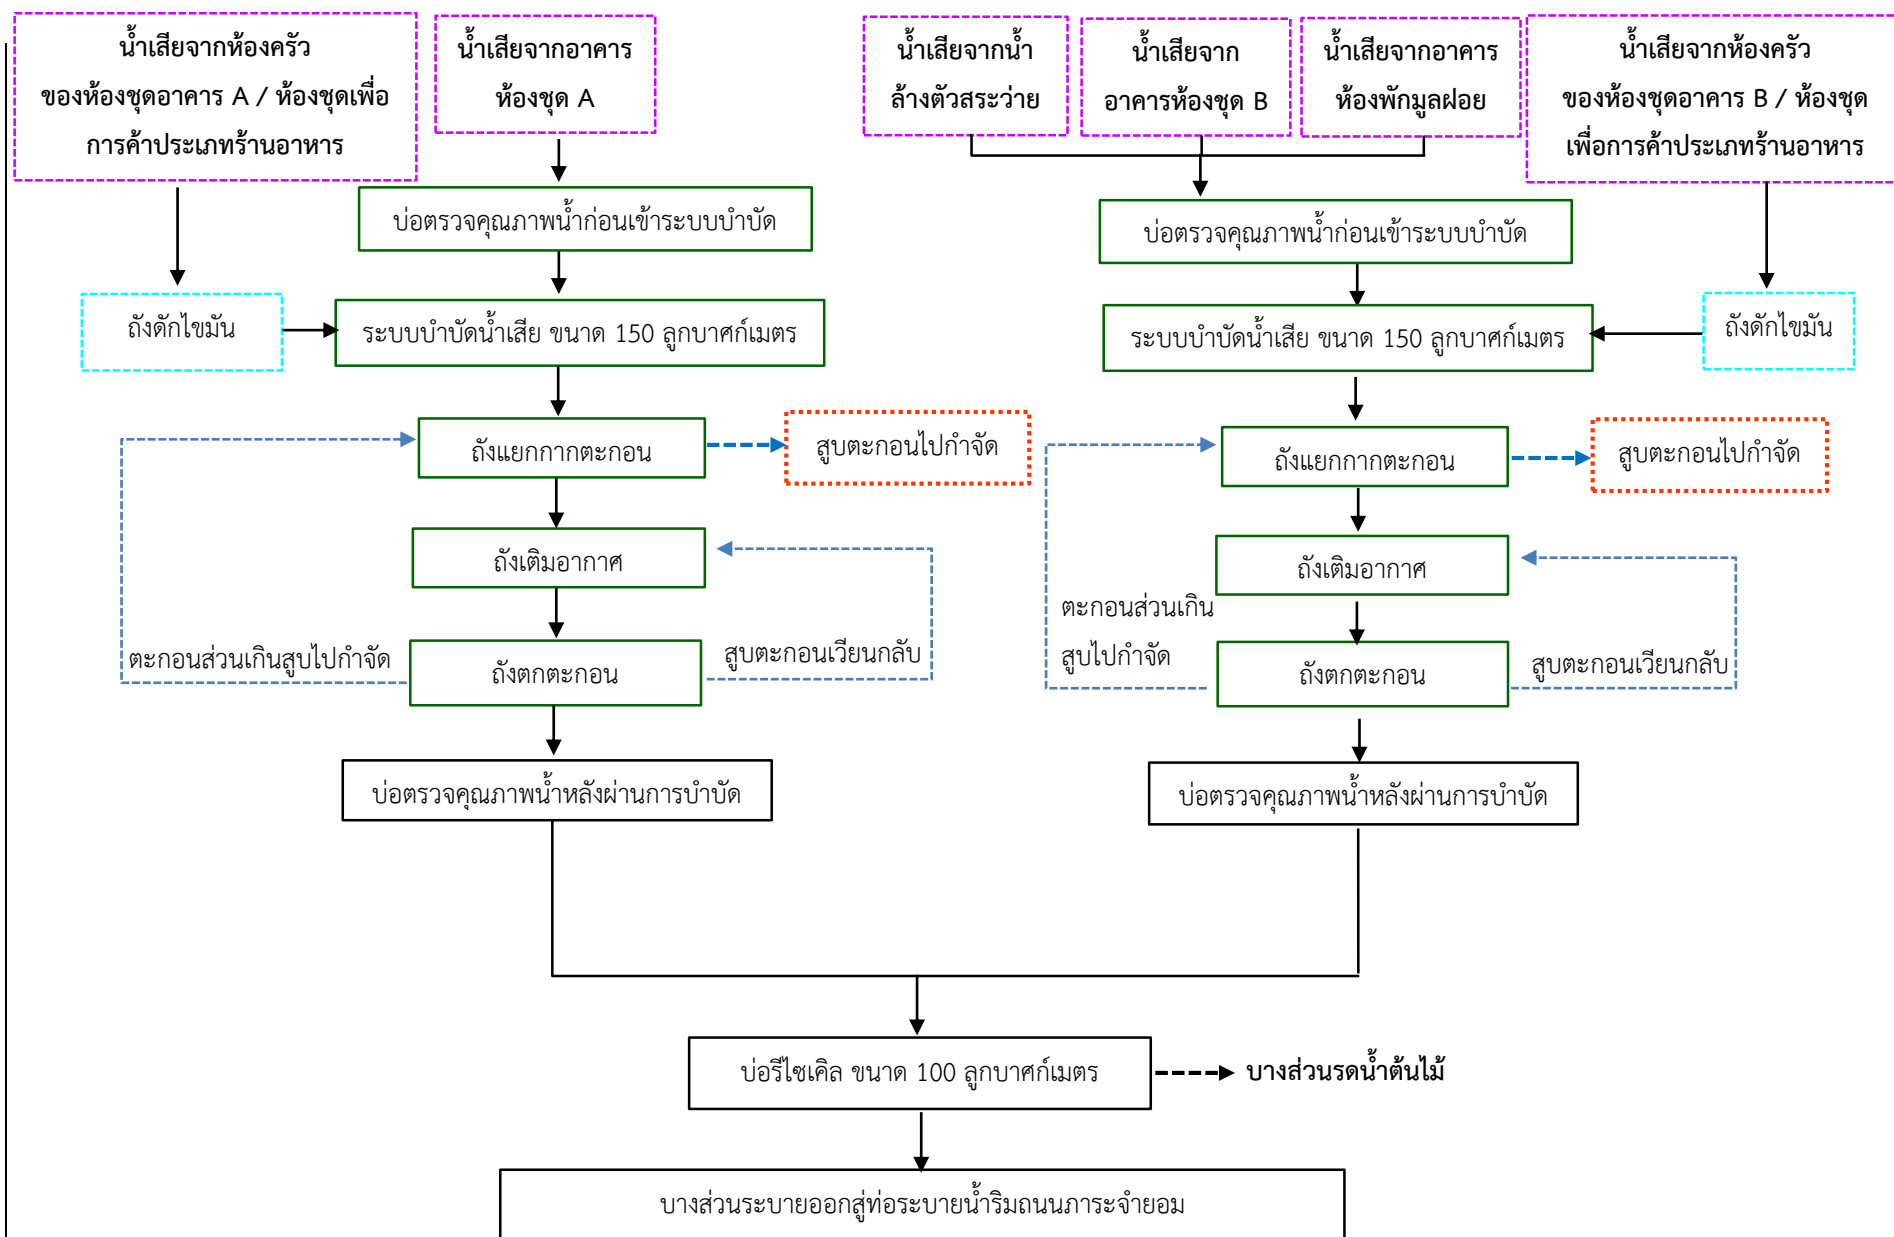 น้ำเสียจากห้องครัว
ของห้องชุดอาคาร A / ห้องชุดเพื่อ
การค้าประเภทร้านอาหาร
น้ำเสียจากอาคาร
ห้องชุด A
น้ำเสียจากน้ำ
ล้างตัวสระว่าย
น้ำเสียจาก
อาคารห้องชุด B
น้ำเสียจากอาคาร
ห้องพักมูลฝอย
น้ำเสียจากห้องครัว
ของห้องชุดอาคาร B / ห้องชุด
เพื่อการค้าประเภทร้านอาหาร
บ่อตรวจคุณภาพน้ำก่อนเข้าระบบบำบัด
บ่อตรวจคุณภาพน้ำก่อนเข้าระบบบำบัด
ถังดักไขมัน
ระบบบำบัดน้ำเสีย ขนาด 150 ลูกบาศก์เมตร
ระบบบำบัดน้ำเสีย ขนาด 150 ลูกบาศก์เมตร
ถังดักไขมัน
ถังแยกกากตะกอน
สูบตะกอนไปกำจัด
ถังแยกกากตะกอน
สูบตะกอนไปกำจัด
ถังเติมอากาศ
ถังเติมอากาศ
ตะกอนส่วนเกินสูบไปกำจัด
ถังตกตะกอน
สูบตะกอนเวียนกลับ
ตะกอนส่วนเกิน
สูบไปกำจัด
ถังตกตะกอน
สูบตะกอนเวียนกลับ
บ่อตรวจคุณภาพน้ำหลังผ่านการบำบัด
บ่อตรวจคุณภาพน้ำหลังผ่านการบำบัด
บ่อรีไซเคิล ขนาด 100 ลูกบาศก์เมตร
บางส่วนรดน้ำต้นไม้
บางส่วนระบายออกสู่ท่อระบายน้ำริมถนนภาระจำยอม